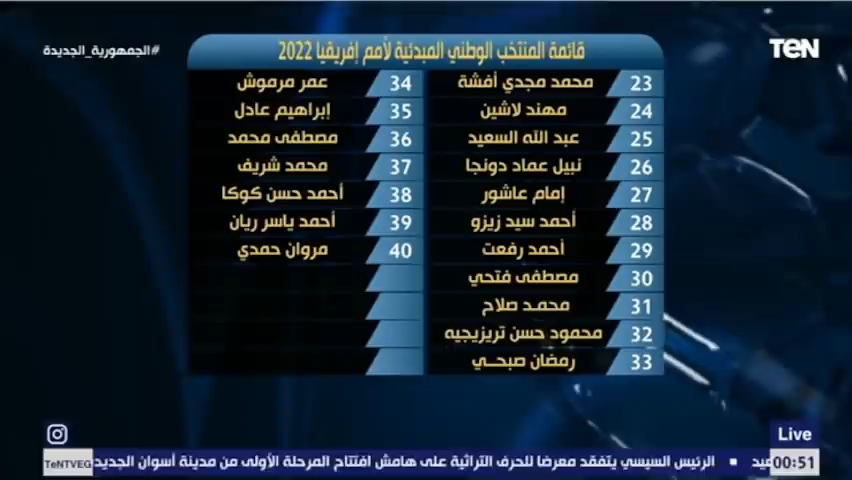 #الجمهورية_الجديدة
TEN
قائمة المنتخب الوطني المبدئية لأمم إفريقيا 2022
23 محمد مجدي أفشة
24 مهند لاشين
25 عبد الله السعيد
26 نبيل عماد دونجا
27 إمام عاشور
28 أحمد سيد زيزو
29 أحمد رفعت
30 مصطفى فتحي
31 محمد صلاح
32 محمود حسن تريزيجيه
33 رمضان صبحي
34 عمر مرموش
35 إبراهيم عادل
36 مصطفى محمد
37 محمد شريف
38 أحمد حسن كوكا
39 أحمد ياسر ريان
40 مروان حمدي
Live
00:51
الرئيس السيسي يتفقد معرضا للحرف التراثية على هامش افتتاح المرحلة الأولى من مدينة أسوان الجديد
TeNTVEG